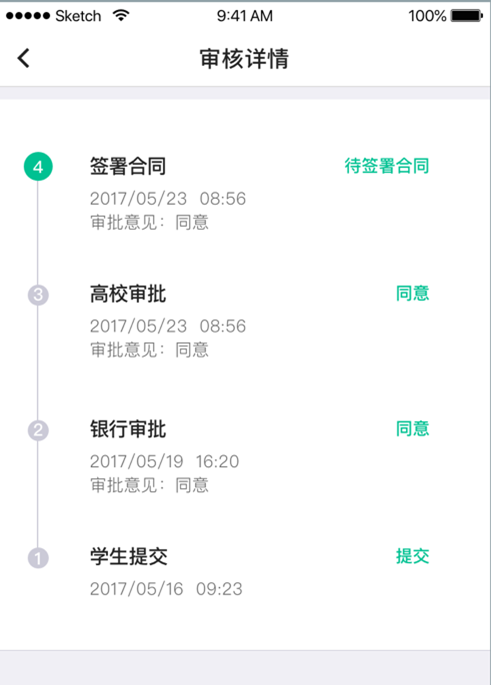 Sketch 9:41 AM 100%
审核详情
4 签署合同 待签署合同
2017/05/23 08:56
审批意见：同意
3 高校审批 同意
2017/05/23 08:56
审批意见：同意
2 银行审批 同意
2017/05/19 16:20
审批意见：同意
1 学生提交 提交
2017/05/16 09:23